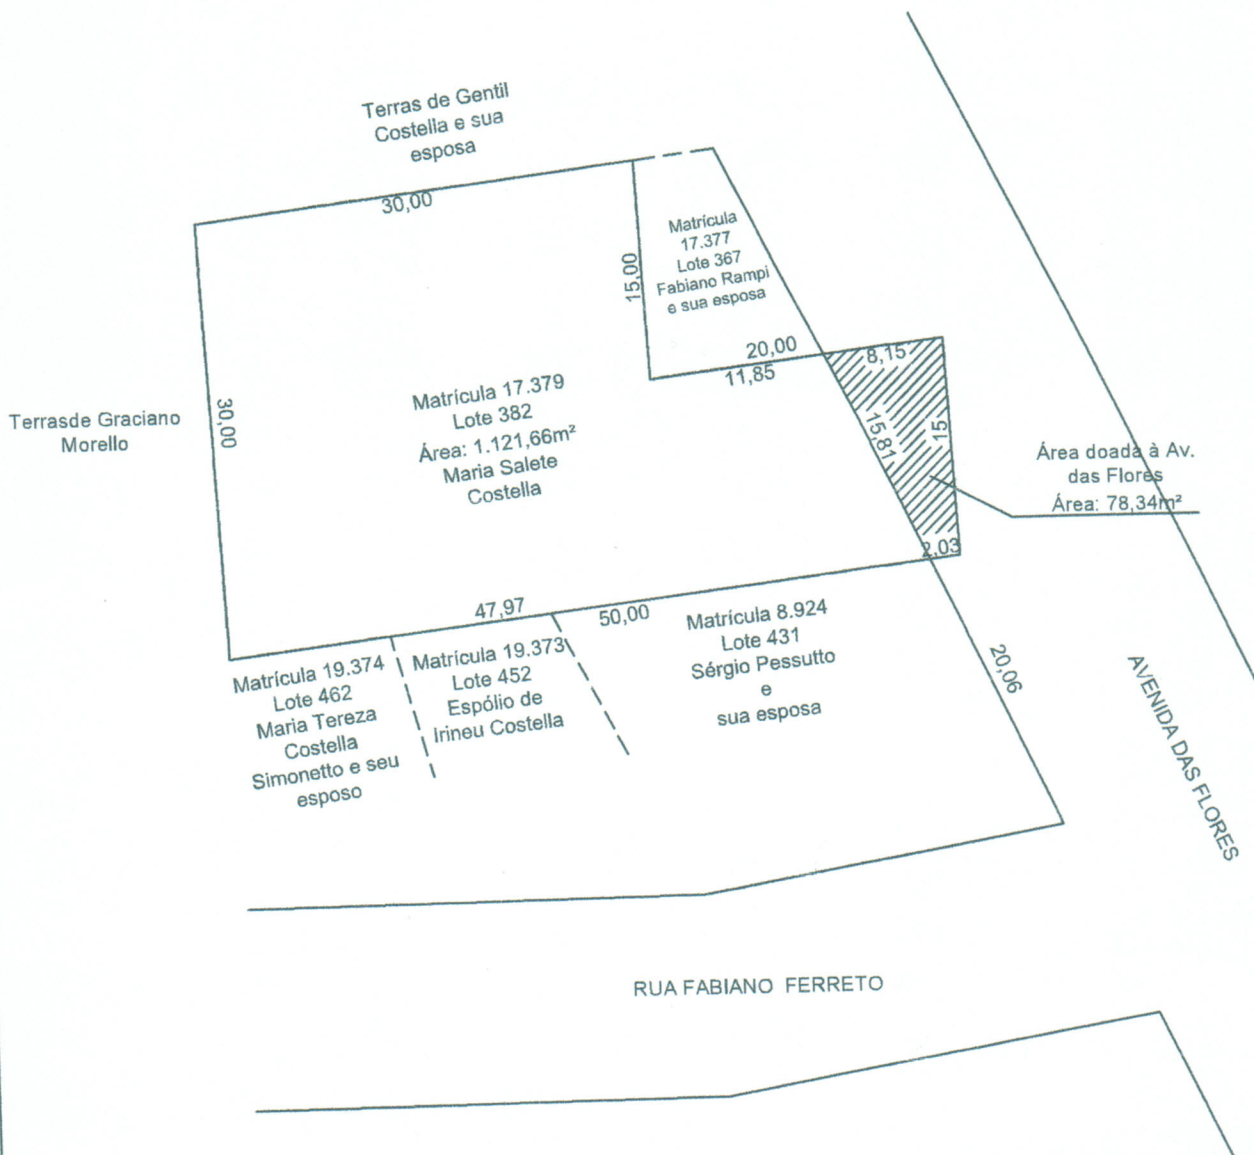 Terras de Gentil
Costella e sua
esposa
30,00
Matrícula
17.377
Lote 367
Fabiano Rampi
e sua esposa
15,00
20,00
11,85
8,15
15,81
15
Terrasde Graciano
Morello
30,00
Matrícula 17.379
Lote 382
Área: 1.121,66m²
Maria Salete
Costella
Área doada à Av.
das Flores
Área: 78,34m²
2,03
47,97
50,00
Matrícula 19.374
Lote 462
Maria Tereza
Costella
Simonetto e seu
esposo
Matrícula 19.373
Lote 452
Espólio de
Irineu Costella
Matrícula 8.924
Lote 431
Sérgio Pessutto
e
sua esposa
20,06
AVENIDA DAS FLORES
RUA FABIANO FERRETO